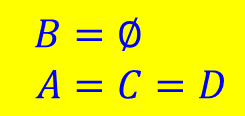 B = ∅
A = C = D